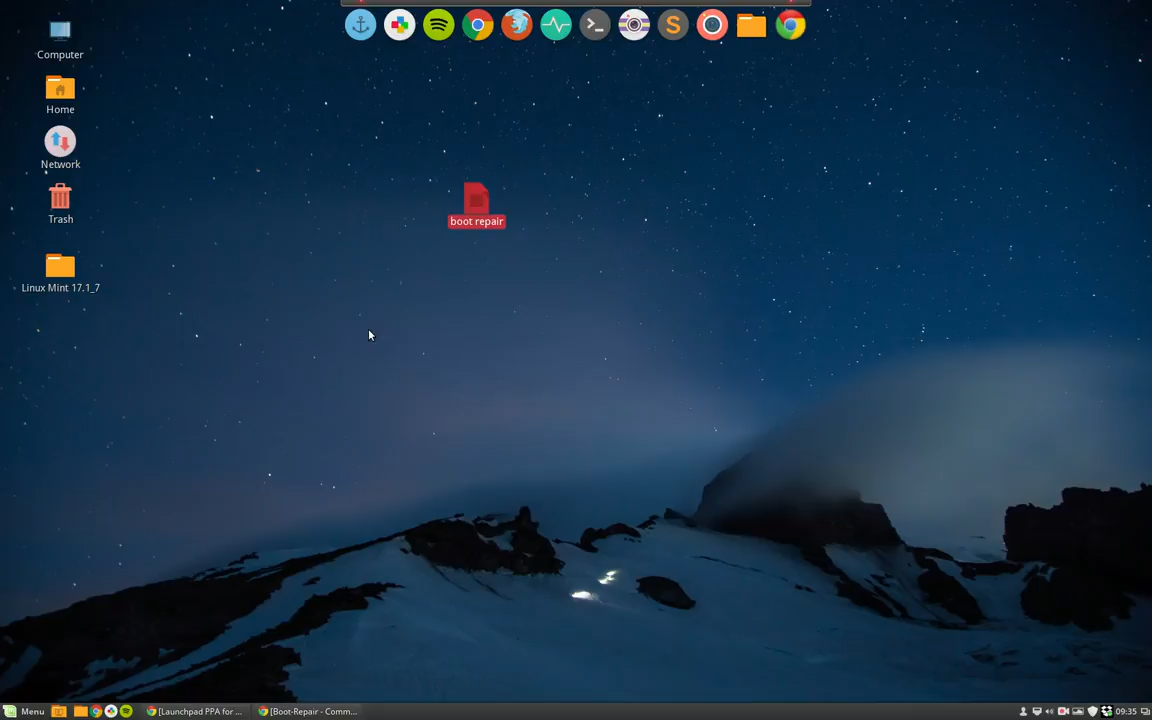 Computer
Home
Network
Trash
Linux Mint 17.1_7
boot repair
Menu
[Launchpad PPA for ...
[Boot-Repair - Comm...
09:35